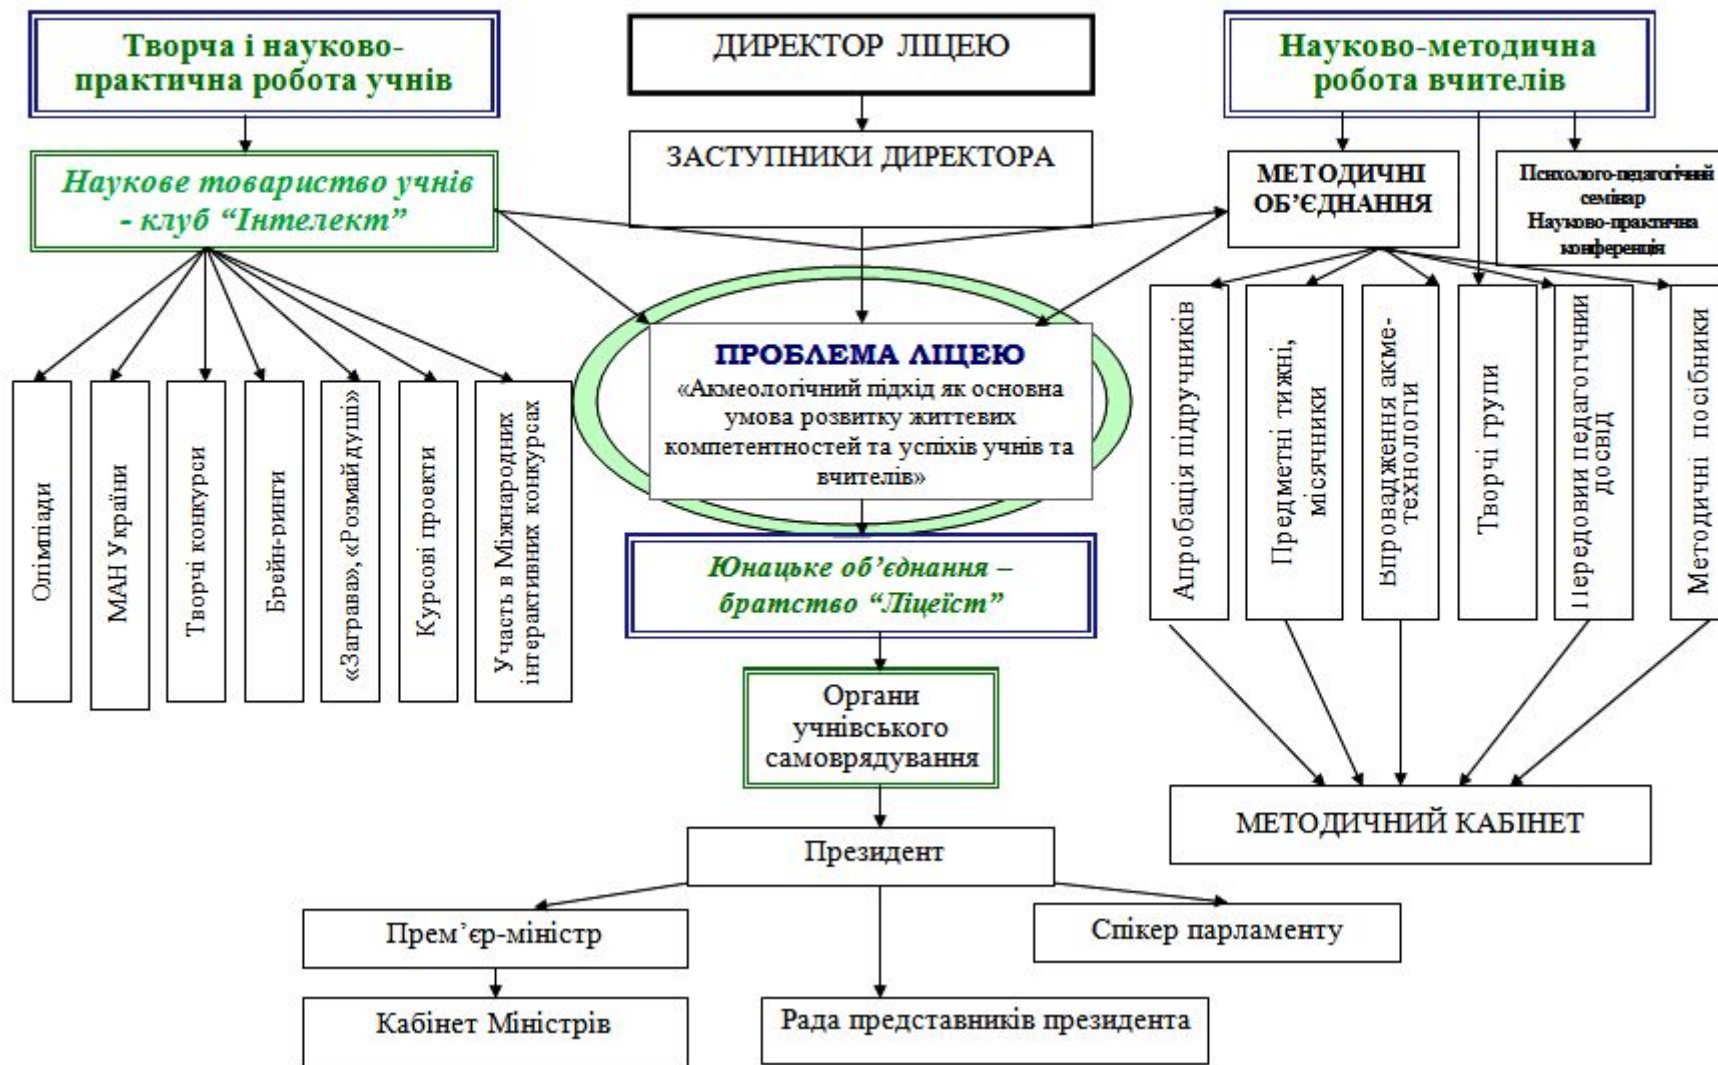 Творча і науково-
практична робота учнів
ДИРЕКТОР ЛІЦЕЮ
Науково-методична
робота вчителів
Наукове товариство учнів
- клуб “Інтелект”
ЗАСТУПНИКИ ДИРЕКТОРА
МЕТОДИЧНІ
ОБ’ЄДНАННЯ
Психолого-педагогічний
семінар
Науково-практична
конференція
Олімпіади
МАН України
Творчі конкурси
Брейн-ринги
«Заграва», «Розмай душі»
Курсові проекти
Участь в Міжнародних
інтерактивних конкурсах
ПРОБЛЕМА ЛІЦЕЮ
«Акмеологічний підхід як основна
умова розвитку життєвих
компетентностей та успіхів учнів та
вчителів»
Апробація підручників
Предметні тижні,
місячники
Впровадження акме-
технологій
Творчі групи
Передовий педагогічний
досвід
Методичні посібники
Юнацьке об’єднання –
братство “Ліцеїст”
Органи
учнівського
самоврядування
МЕТОДИЧНИЙ КАБІНЕТ
Президент
Прем’єр-міністр
Спікер парламенту
Кабінет Міністрів
Рада представників президента